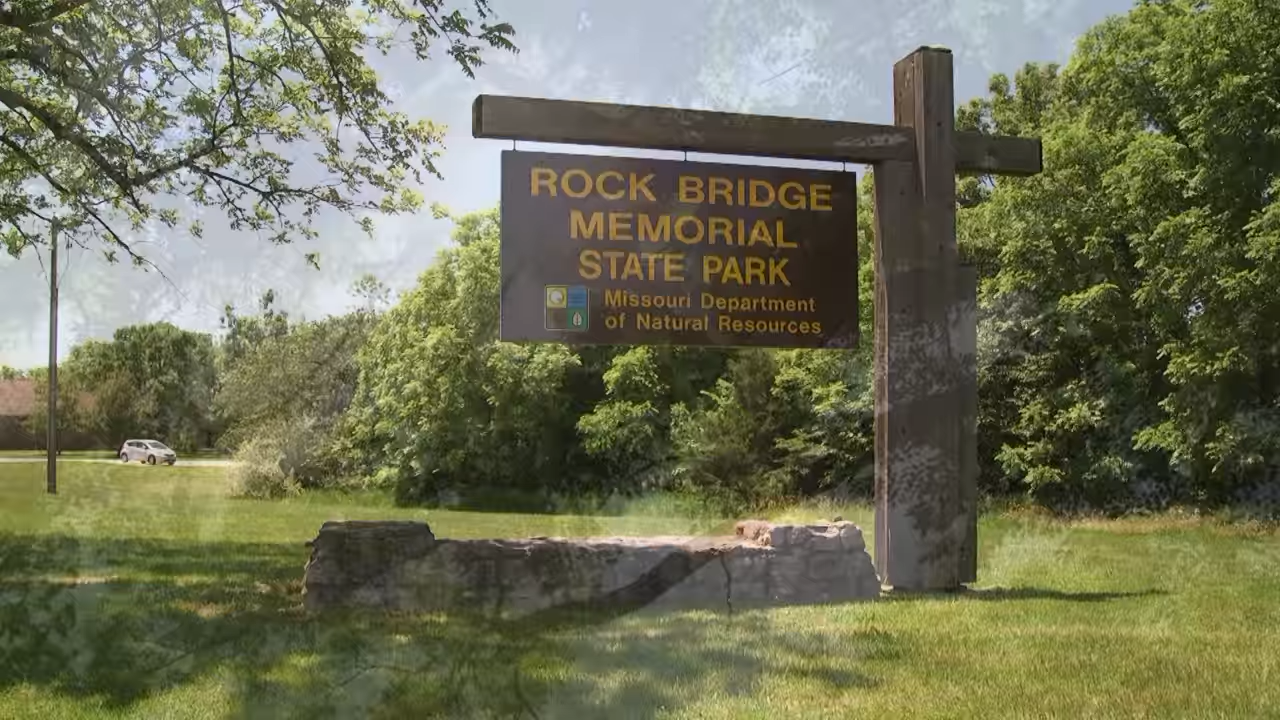 ROCK BRIDGE
MEMORIAL
STATE PARK
Missouri Department
of Natural Resources